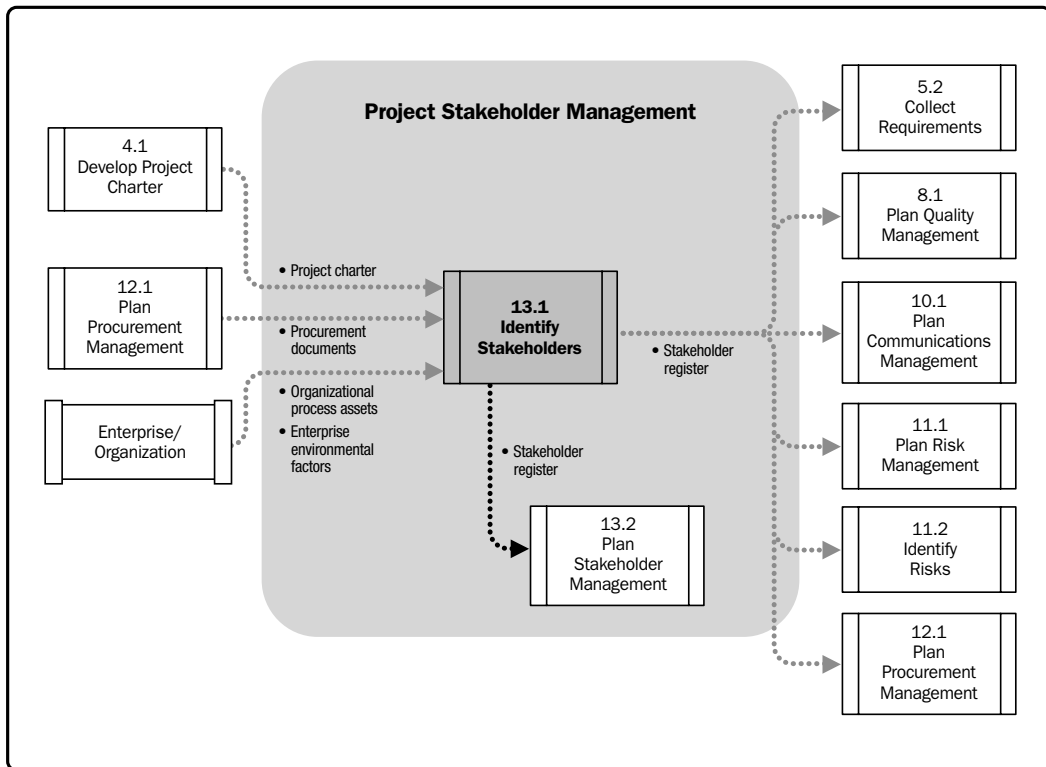 Project Stakeholder Management
4.1
Develop Project
Charter
12.1
Plan
Procurement
Management
Enterprise/
Organization
• Project charter
• Procurement
documents
• Organizational
process assets
• Enterprise
environmental
factors
13.1
Identify
Stakeholders
• Stakeholder
register
• Stakeholder
register
13.2
Plan
Stakeholder
Management
5.2
Collect
Requirements
8.1
Plan Quality
Management
10.1
Plan
Communications
Management
11.1
Plan Risk
Management
11.2
Identify
Risks
12.1
Plan
Procurement
Management